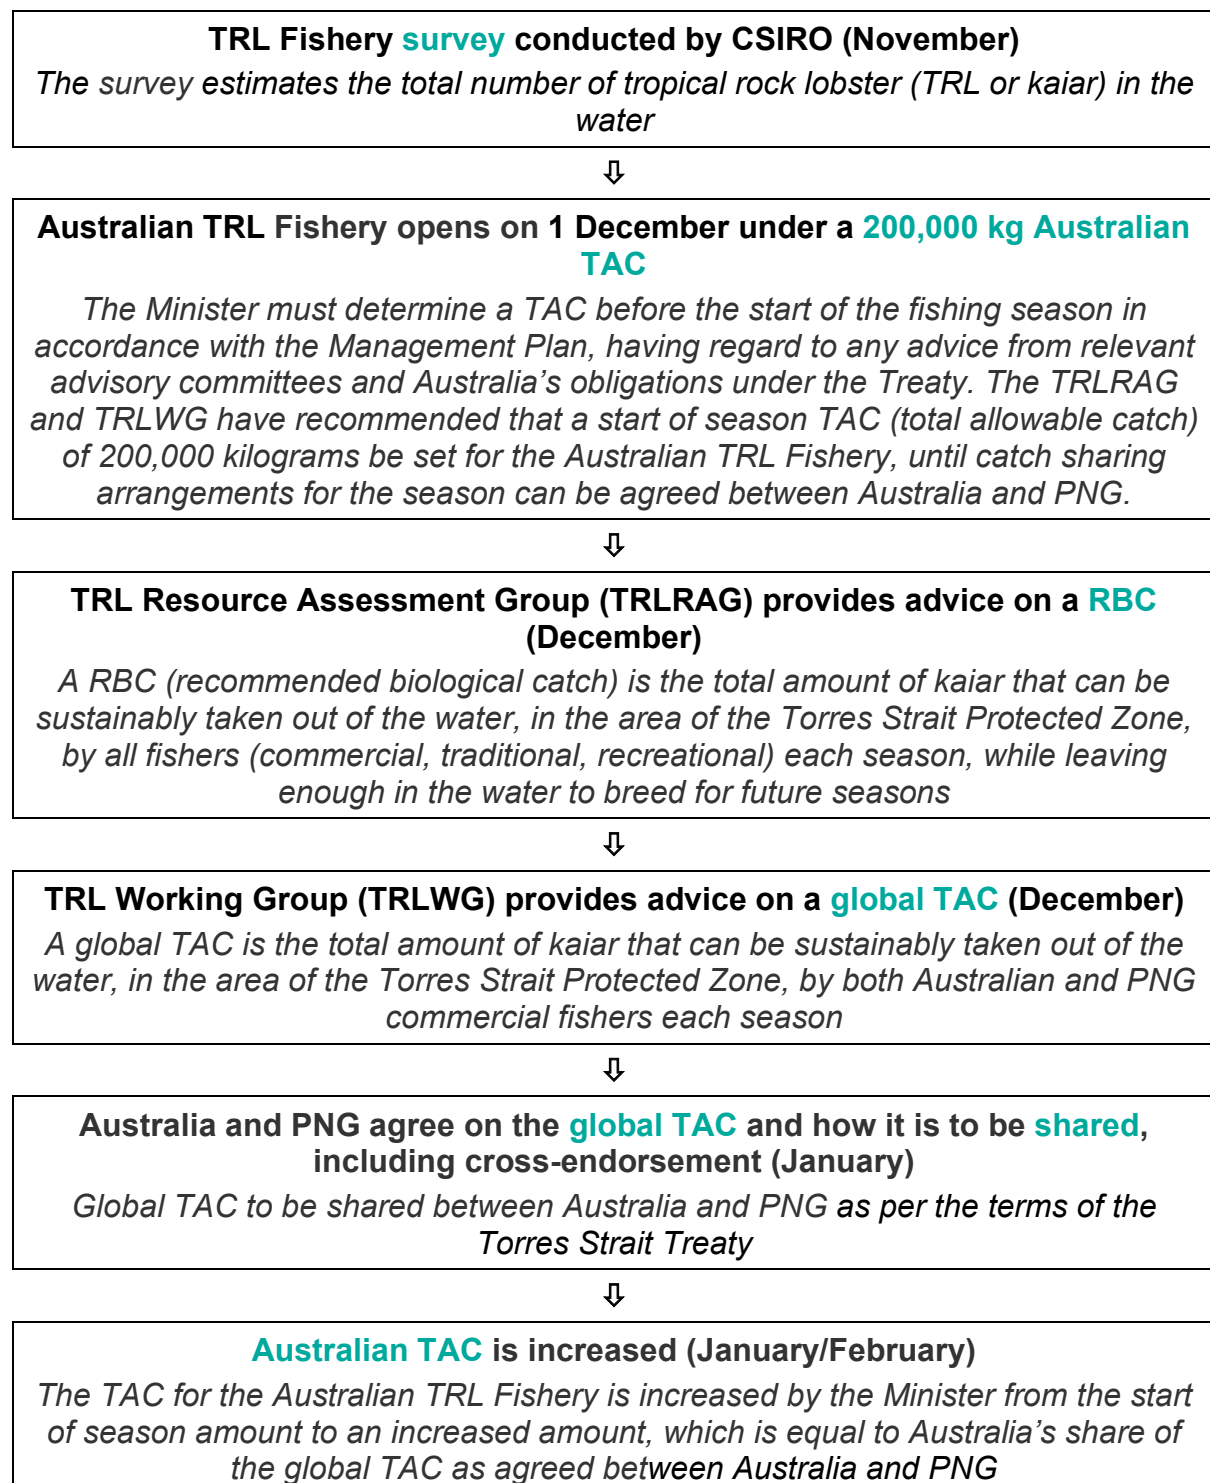 TRL Fishery survey conducted by CSIRO (November)
The survey estimates the total number of tropical rock lobster (TRL or kaiar) in the
water
⇩
Australian TRL Fishery opens on 1 December under a 200,000 kg Australian
TAC
The Minister must determine a TAC before the start of the fishing season in
accordance with the Management Plan, having regard to any advice from relevant
advisory committees and Australia's obligations under the Treaty. The TRLRAG
and TRLWG have recommended that a start of season TAC (total allowable catch)
of 200,000 kilograms be set for the Australian TRL Fishery, until catch sharing
arrangements for the season can be agreed between Australia and PNG.
⇩
TRL Resource Assessment Group (TRLRAG) provides advice on a RBC
(December)
A RBC (recommended biological catch) is the total amount of kaiar that can be
sustainably taken out of the water, in the area of the Torres Strait Protected Zone,
by all fishers (commercial, traditional, recreational) each season, while leaving
enough in the water to breed for future seasons
⇩
TRL Working Group (TRLWG) provides advice on a global TAC (December)
A global TAC is the total amount of kaiar that can be sustainably taken out of the
water, in the area of the Torres Strait Protected Zone, by both Australian and PNG
commercial fishers each season
⇩
Australia and PNG agree on the global TAC and how it is to be shared,
including cross-endorsement (January)
Global TAC to be shared between Australia and PNG as per the terms of the
Torres Strait Treaty
⇩
Australian TAC is increased (January/February)
The TAC for the Australian TRL Fishery is increased by the Minister from the start
of season amount to an increased amount, which is equal to Australia's share of
the global TAC as agreed between Australia and PNG